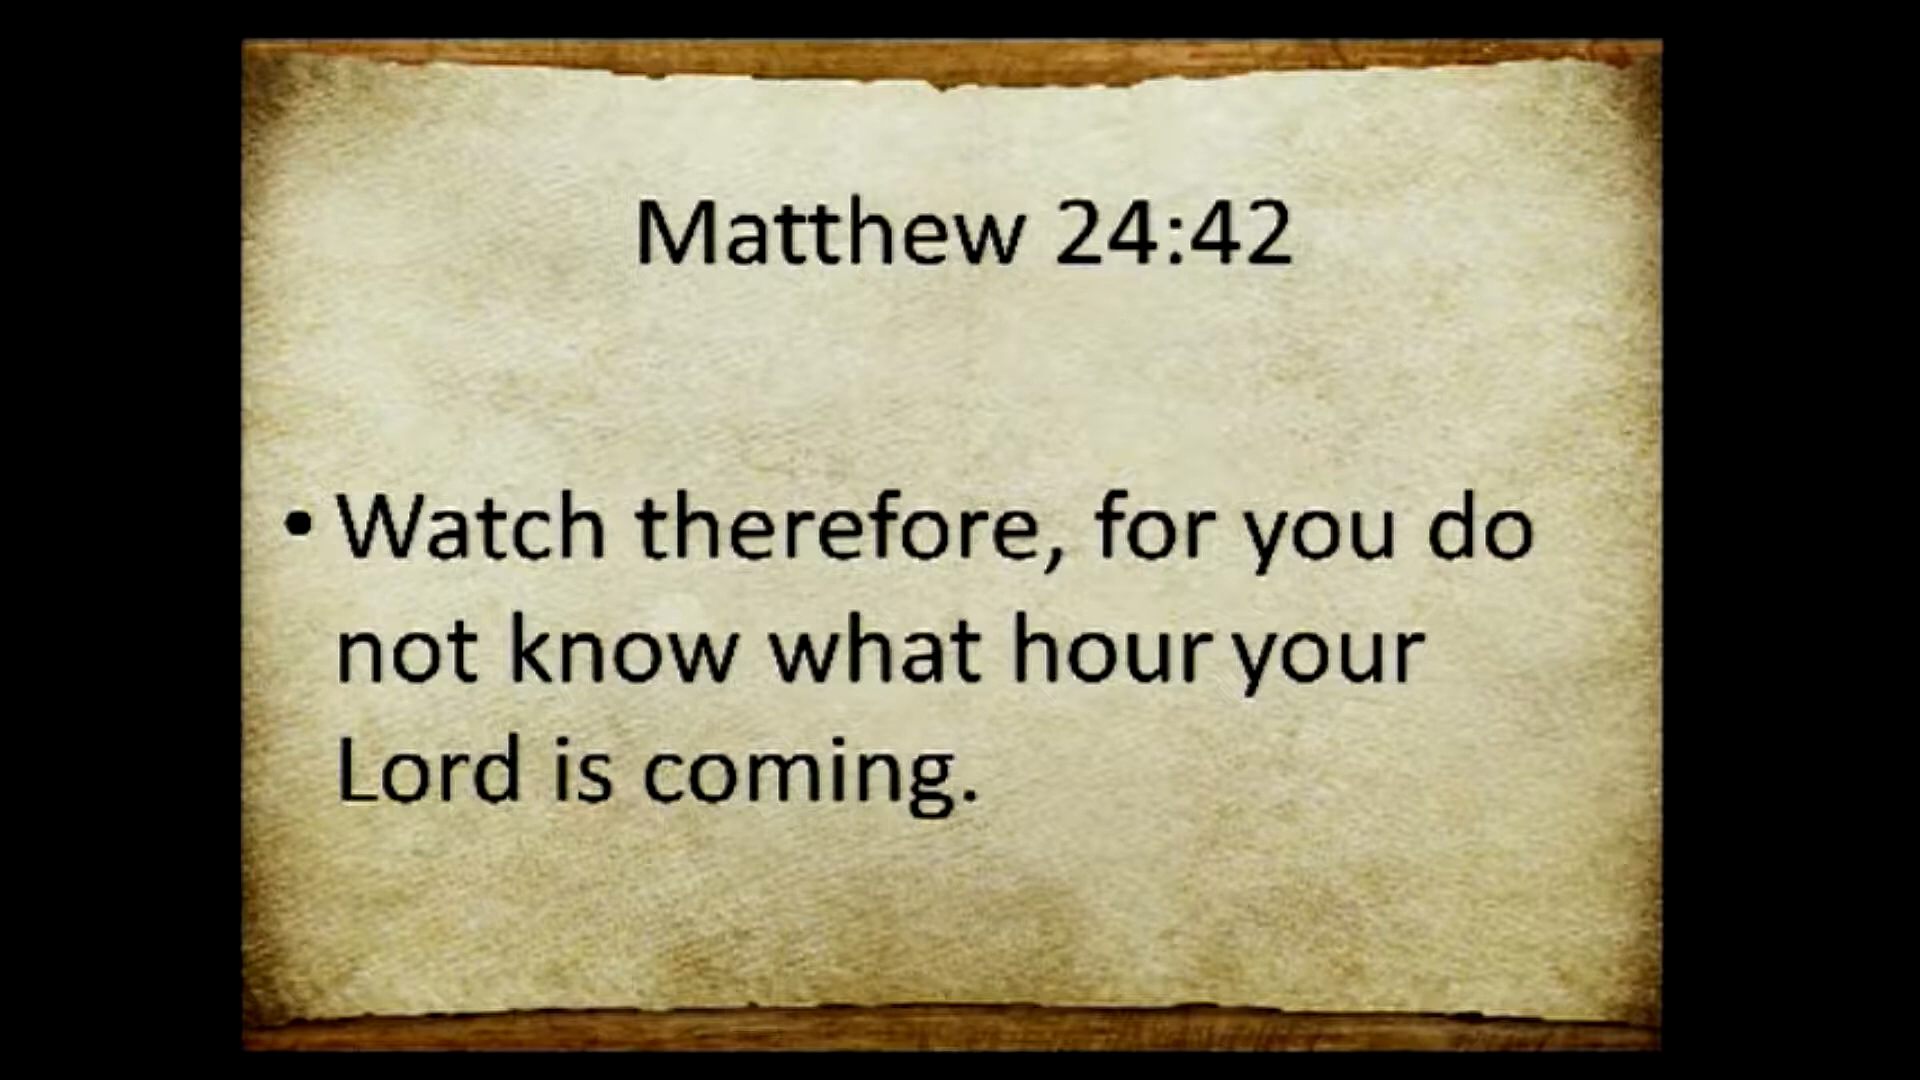 Matthew 24:42
• Watch therefore, for you do
not know what hour your
Lord is coming.